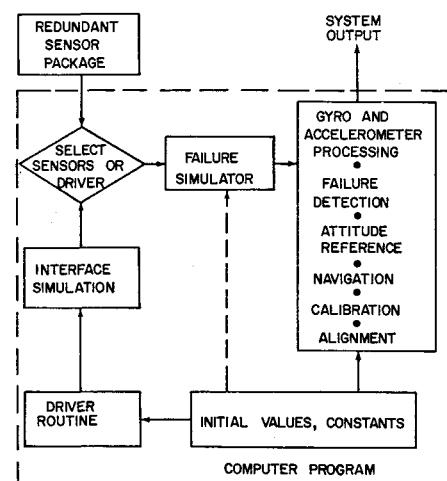 REDUNDANT
SENSOR
PACKAGE
SYSTEM
OUTPUT
SELECT
SENSORS OR
DRIVER
FAILURE
SIMULATOR
GYRO AND
ACCELEROMETER
PROCESSING
•
FAILURE
DETECTION
•
ATTITUDE
REFERENCE
•
NAVIGATION
•
CALIBRATION
•
ALIGNMENT
INTERFACE
SIMULATION
DRIVER
ROUTINE
INITIAL VALUES, CONSTANTS
COMPUTER PROGRAM